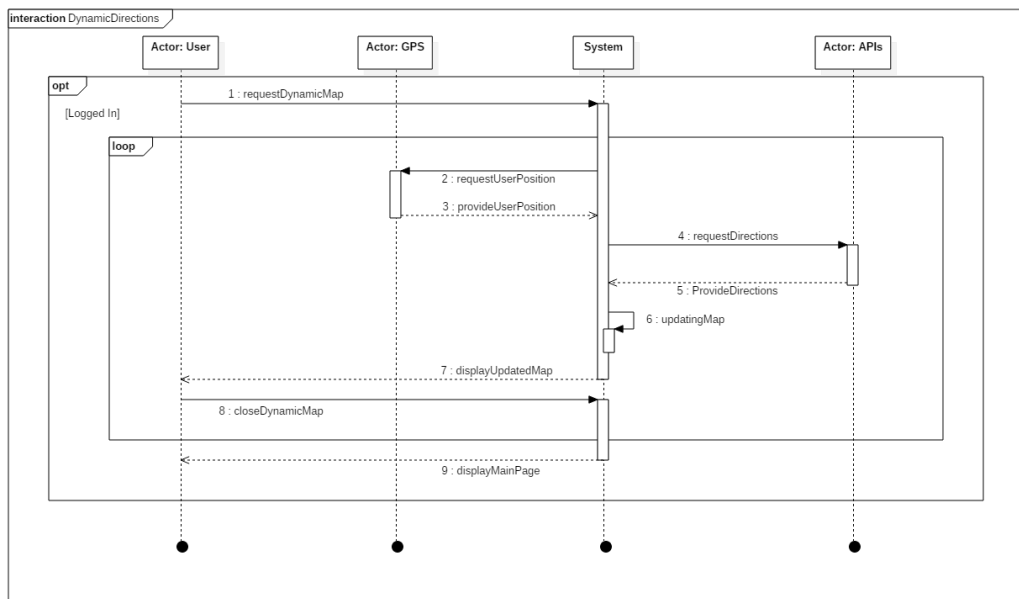 interaction DynamicDirections
Actor: User
Actor: GPS
System
Actor: APIs
opt
1 : requestDynamicMap
[Logged In]
loop
2 : requestUserPosition
3 : provideUserPosition
4 : requestDirections
5 : ProvideDirections
6 : updatingMap
7 : displayUpdatedMap
8 : closeDynamicMap
9 : displayMainPage